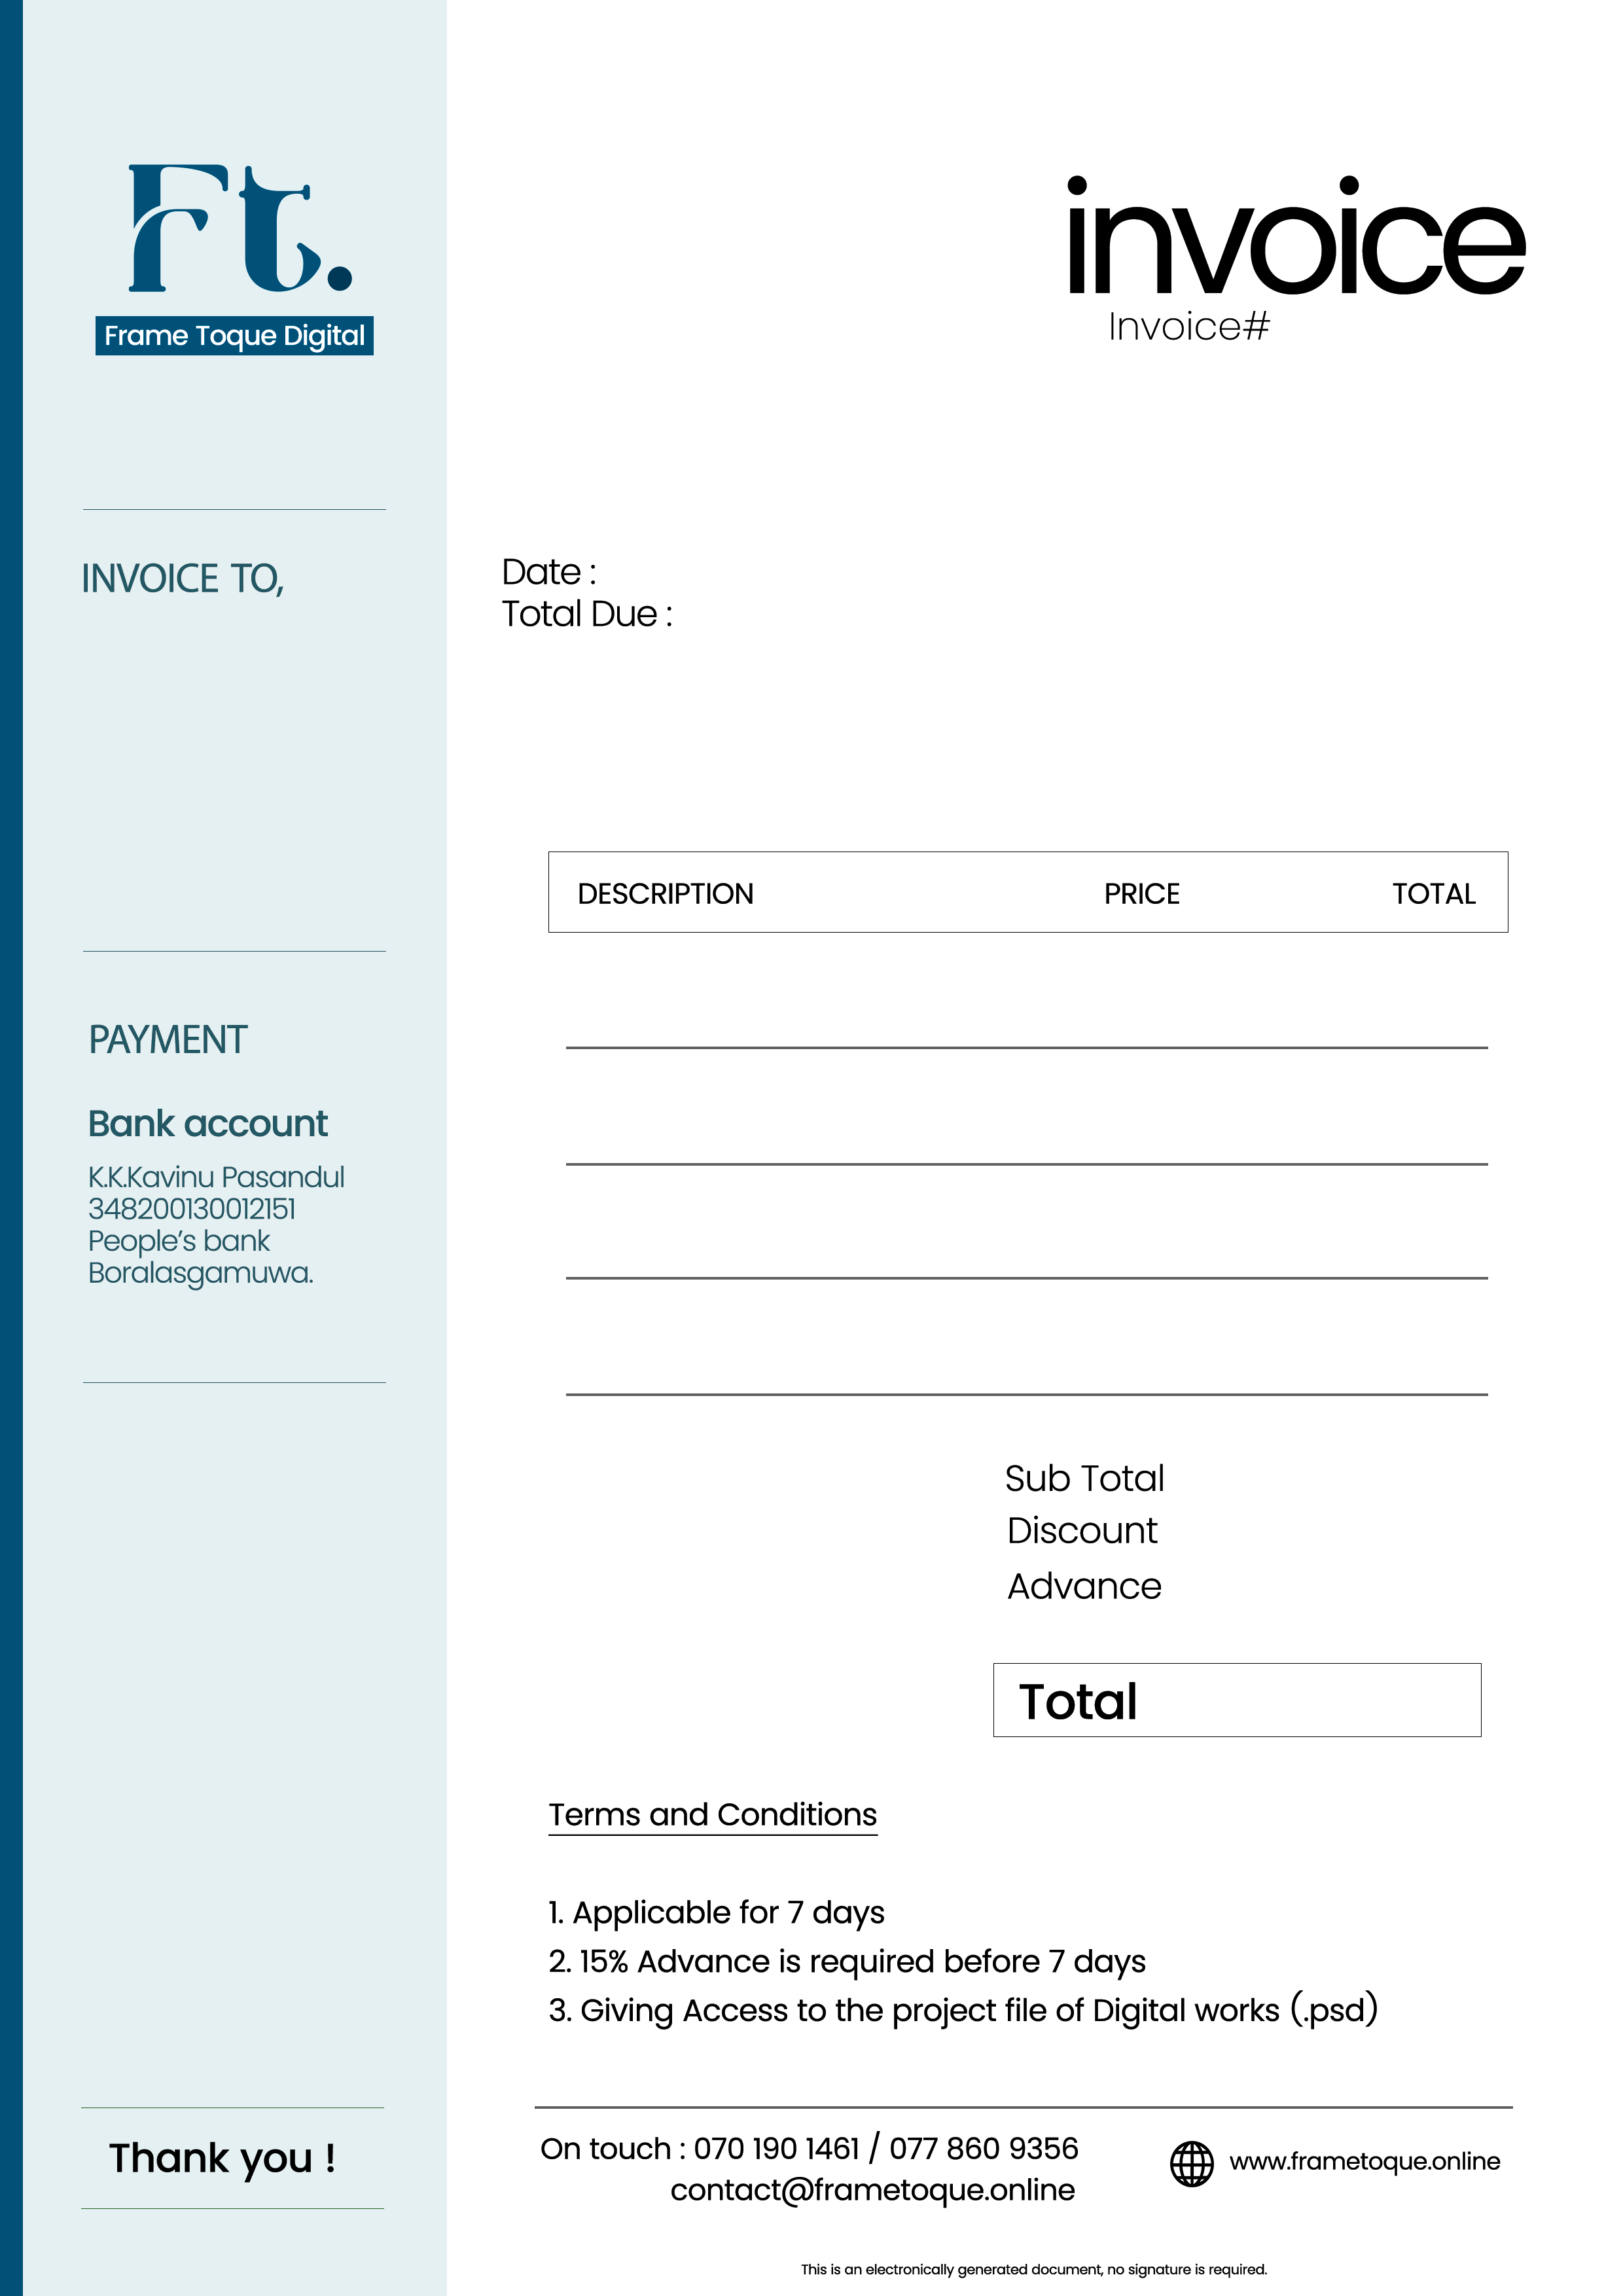 Ft.
Frame Toque Digital
invoice
Invoice#
INVOICE TO,
Date :
Total Due :
DESCRIPTION PRICE TOTAL
PAYMENT
Bank account
K.K.Kavinu Pasandul
348200130012151
People’s bank
Boralasgamuwa.
Sub Total
Discount
Advance
Total
Terms and Conditions
1. Applicable for 7 days
2. 15% Advance is required before 7 days
3. Giving Access to the project file of Digital works (.psd)
Thank you !
On touch : 070 190 1461 / 077 860 9356
contact@frametoque.online
www.frametoque.online
This is an electronically generated document, no signature is required.